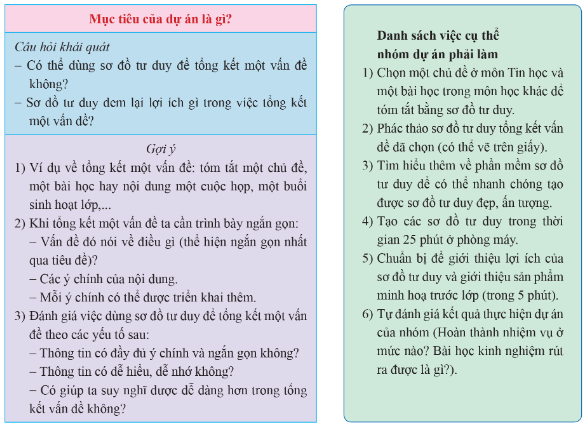 Mục tiêu của dự án là gì?
Câu hỏi khái quát
– Có thể dùng sơ đồ tư duy để tổng kết một vấn đề
không?
– Sơ đồ tư duy đem lại lợi ích gì trong việc tổng kết
một vấn đề?
Gợi ý
1) Ví dụ về tổng kết một vấn đề: tóm tắt một chủ đề,
một bài học hay nội dung một cuộc họp, một buổi
sinh hoạt lớp,...
2) Khi tổng kết một vấn đề ta cần trình bày ngắn gọn:
– Vấn đề đó nói về điều gì (thể hiện ngắn gọn nhất
qua tiêu đề)?
– Các ý chính của nội dung.
– Mỗi ý chính có thể được triển khai thêm.
3) Đánh giá việc dùng sơ đồ tư duy để tổng kết một vấn
đề theo các yếu tố sau:
– Thông tin có đầy đủ ý chính và ngắn gọn không?
– Thông tin có dễ hiểu, dễ nhớ không?
– Có giúp ta suy nghĩ được dễ dàng hơn trong tổng
kết vấn đề không?
Danh sách việc cụ thể
nhóm dự án phải làm
1) Chọn một chủ đề ở môn Tin học và
một bài học trong môn học khác để
tóm tắt bằng sơ đồ tư duy.
2) Phác thảo sơ đồ tư duy tổng kết vấn
đề đã chọn (có thể vẽ trên giấy).
3) Tìm hiểu thêm về phần mềm sơ đồ
tư duy để có thể nhanh chóng tạo
được sơ đồ tư duy đẹp, ấn tượng.
4) Tạo các sơ đồ tư duy trong thời
gian 25 phút ở phòng máy.
5) Chuẩn bị để giới thiệu lợi ích của
sơ đồ tư duy và giới thiệu sản phẩm
minh hoạ trước lớp (trong 5 phút).
6) Tự đánh giá kết quả thực hiện dự án
của nhóm (Hoàn thành nhiệm vụ ở
mức nào? Bài học kinh nghiệm rút
ra được là gì?).